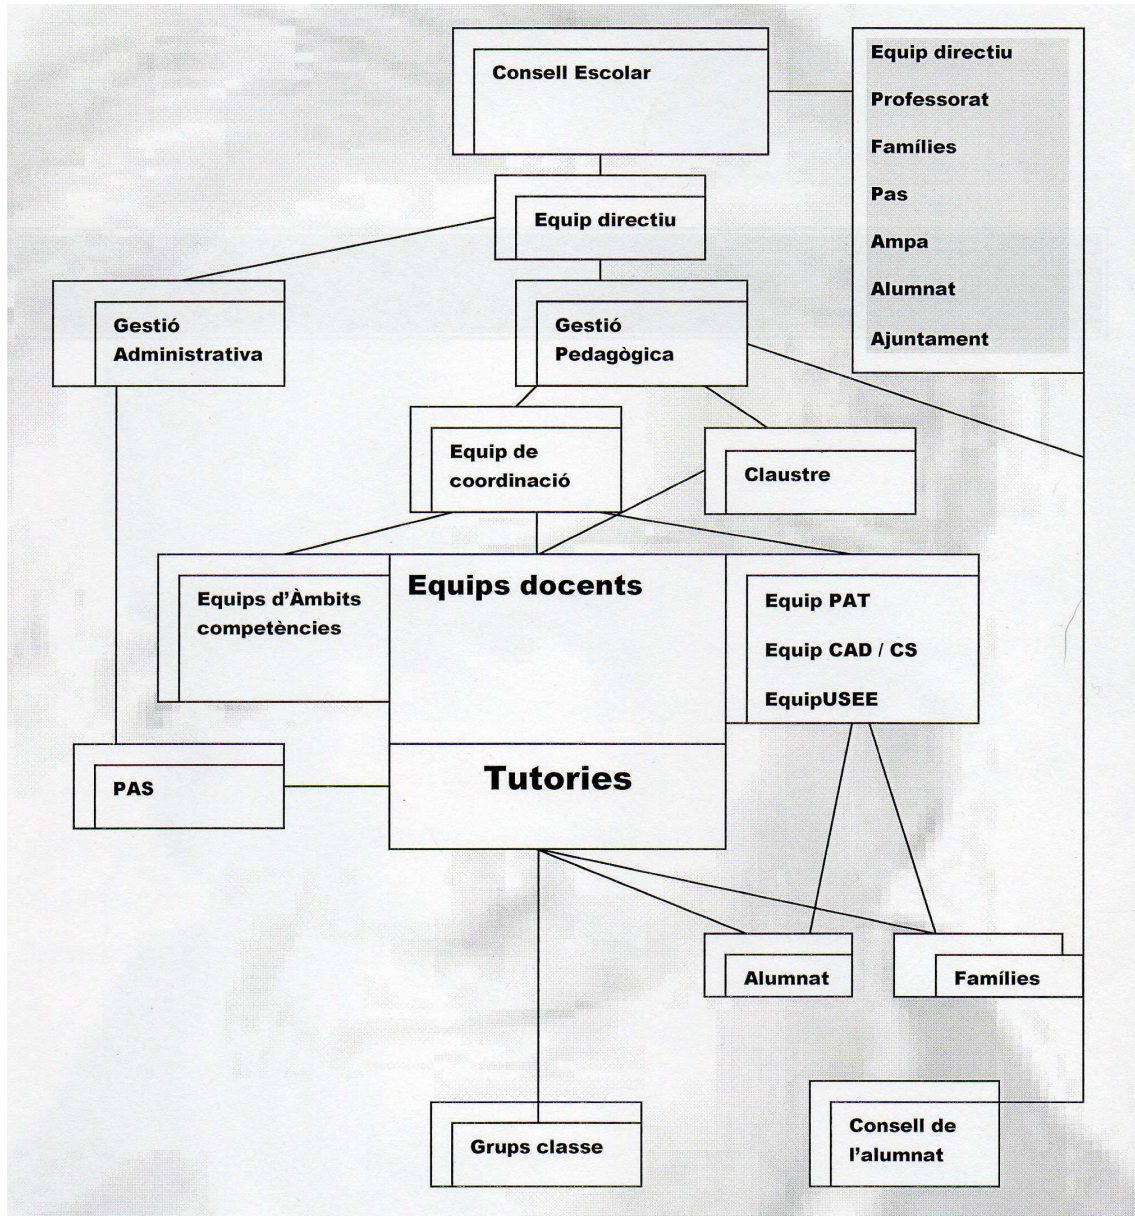 Consell Escolar
Equip directiu
Professorat
Famílies
Pas
Ampa
Alumnat
Ajuntament
Equip directiu
Gestió
Administrativa
Gestió
Pedagògica
Equip de
coordinació
Claustre
Equips d’Àmbits
competències
Equips docents
Equip PAT
Equip CAD / CS
EquipUSEE
PAS
Tutories
Alumnat
Famílies
Grups classe
Consell de
l’alumnat